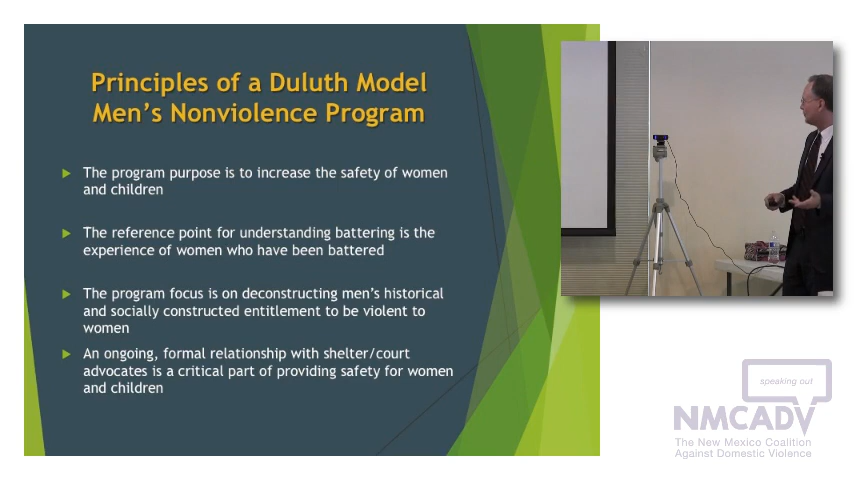 Principles of a Duluth Model
Men's Nonviolence Program
The program purpose is to increase the safety of women
and children
The reference point for understanding battering is the
experience of women who have been battered
The program focus is on deconstructing men's historical
and socially constructed entitlement to be violent to
women
An ongoing, formal relationship with shelter/court
advocates is a critical part of providing safety for women
and children
speaking out
NMCADV
The New Mexico Coalition
Against Domestic Violence